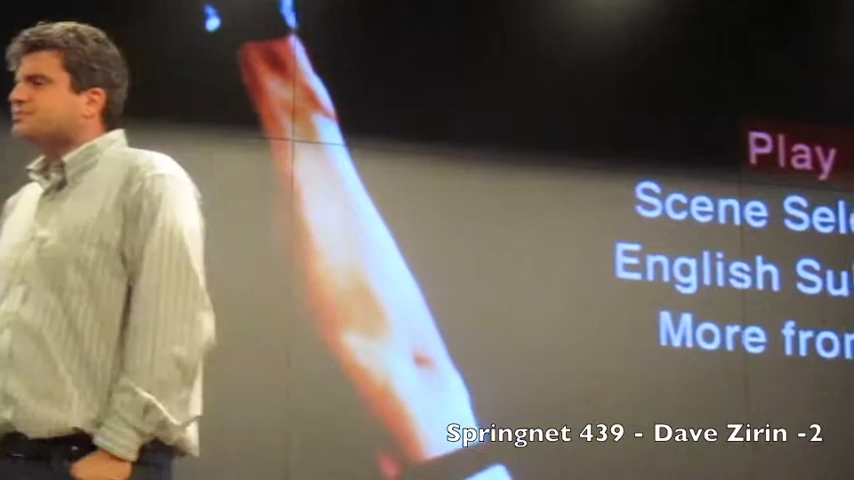 Play
Scene Sele
English Su
More from
Springnet 439 - Dave Zirin -2